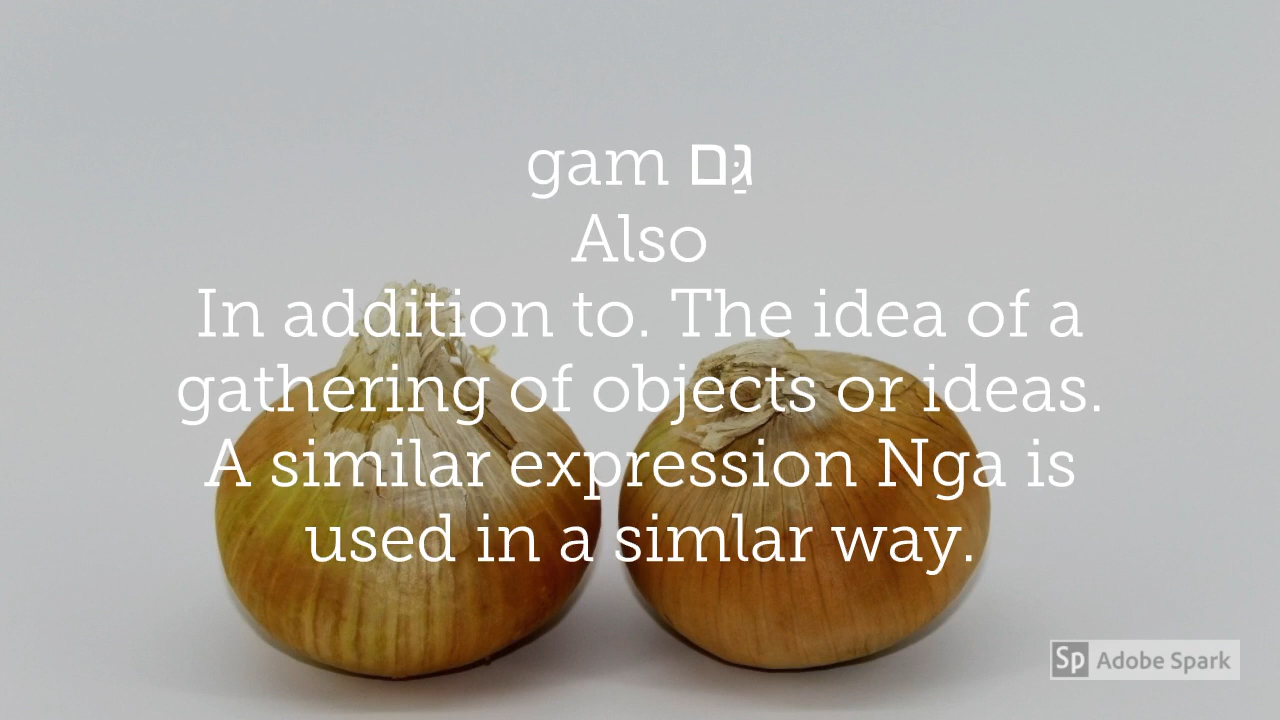 gam גַּם
Also
In addition to. The idea of a
gathering of objects or ideas.
A similar expression Nga is
used in a simlar way.
Sp Adobe Spark